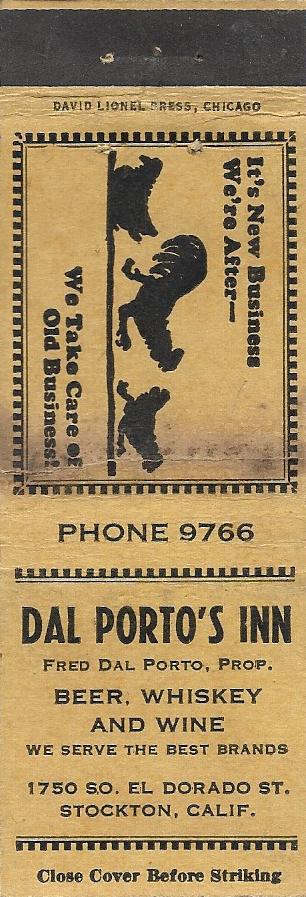 DAVID LIONEL PRESS, CHICAGO
It's New Business
We're After—
We Take Care of
Old Business!
PHONE 9766
DAL PORTO'S INN
FRED DAL PORTO, PROP.
BEER, WHISKEY
AND WINE
WE SERVE THE BEST BRANDS
1750 SO. EL DORADO ST.
STOCKTON, CALIF.
Close Cover Before Striking